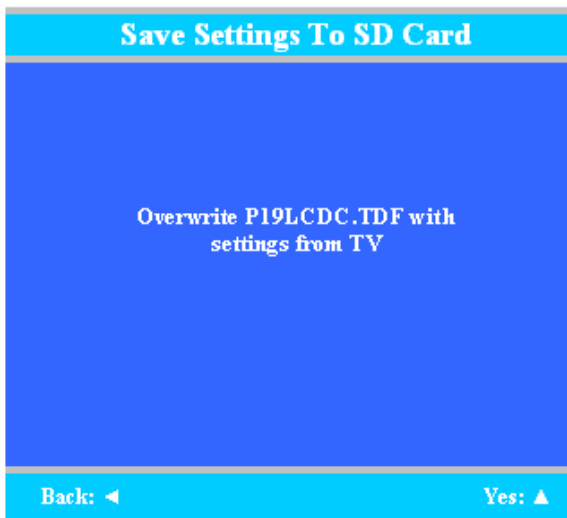 Save Settings To SD Card
Overwrite P19LCDC.TDF with
settings from TV
Back: ◄
Yes: ▲